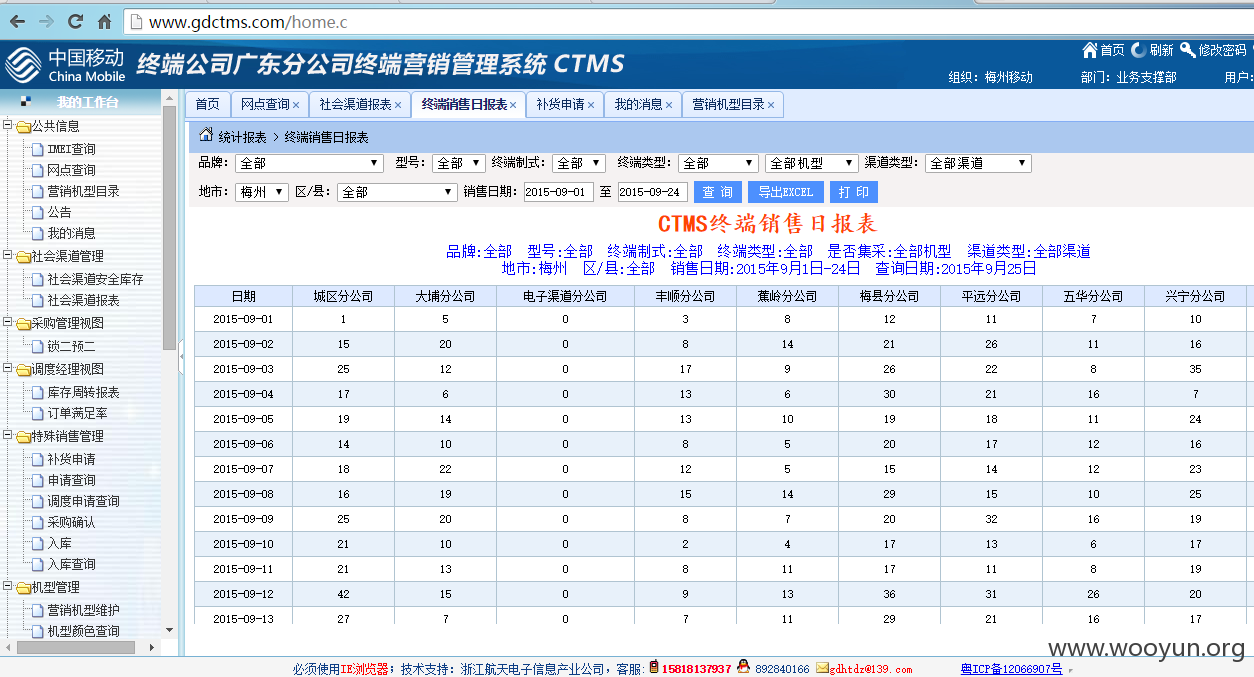 www.gdctms.com/home.c
中国移动
China Mobile
终端公司广东分公司终端营销管理系统 CTMS
首页 刷新 修改密码
组织：梅州移动 部门：业务支撑部 用户:
我的工作台
公共信息
IMEI查询
网点查询
营销机型目录
公告
我的消息
社会渠道管理
社会渠道安全库存
社会渠道报表
采购管理视图
锁二预二
调度经理视图
库存周转报表
订单满足率
特殊销售管理
补货申请
申请查询
调度申请查询
采购确认
入库
入库查询
机型管理
营销机型维护
机型颜色查询
首页 网点查询× 社会渠道报表× 终端销售日报表× 补货申请× 我的消息× 营销机型目录×
统计报表 > 终端销售日报表
品牌: 全部 型号: 全部 终端制式: 全部 终端类型: 全部 全部机型 渠道类型: 全部渠道
地市: 梅州 区/县: 全部 销售日期: 2015-09-01 至 2015-09-24 查 询 导出EXCEL 打 印
CTMS终端销售日报表
品牌:全部 型号:全部 终端制式:全部 终端类型:全部 是否集采:全部机型 渠道类型:全部渠道
地市:梅州 区/县:全部 销售日期:2015年9月1日-24日 查询日期:2015年9月25日
日期 城区分公司 大埔分公司 电子渠道分公司 丰顺分公司 蕉岭分公司 梅县分公司 平远分公司 五华分公司 兴宁分公司
2015-09-01 1 5 0 3 8 12 11 7 10
2015-09-02 15 20 0 8 14 21 26 11 16
2015-09-03 25 12 0 17 9 26 22 8 35
2015-09-04 17 6 0 13 6 30 21 16 7
2015-09-05 19 14 0 13 10 19 18 11 24
2015-09-06 14 10 0 8 5 20 17 12 16
2015-09-07 18 22 0 12 5 15 14 12 23
2015-09-08 16 19 0 15 14 29 15 10 25
2015-09-09 25 20 0 8 7 20 32 16 19
2015-09-10 21 10 0 2 4 17 13 6 17
2015-09-11 21 13 0 8 11 17 11 8 19
2015-09-12 42 15 0 9 13 36 31 26 20
2015-09-13 27 7 0 7 11 29 21 16 17
www.wooyun.org
必须使用IE浏览器; 技术支持: 浙江航天电子信息产业公司, 客服: 15818137937 892840166 gdhtdz@139.com 粤ICP备12066907号